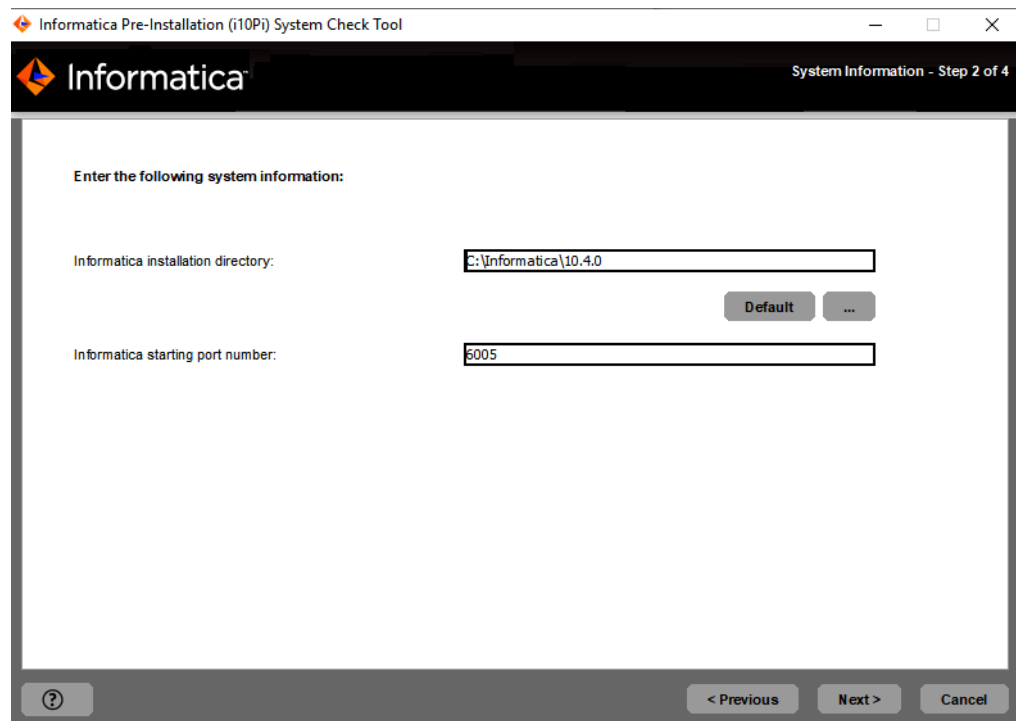 Informatica Pre-Installation (i10Pi) System Check Tool
Informatica
System Information - Step 2 of 4
Enter the following system information:
Informatica installation directory:
C:\Informatica\10.4.0
Default
...
Informatica starting port number:
6005
?
< Previous
Next >
Cancel